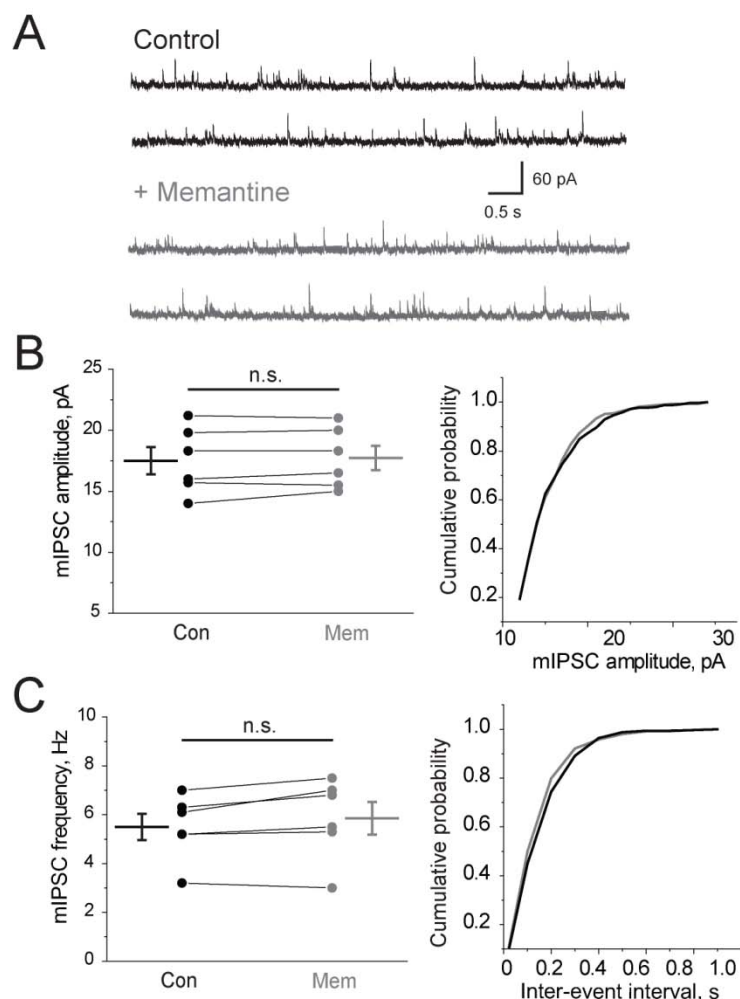 A
Control
60 pA
0.5 s
+ Memantine
B
25
20
15
10
5
mIPSC amplitude, pA
n.s.
Con
Mem
1.0
0.8
0.6
0.4
0.2
Cumulative probability
10
20
30
mIPSC amplitude, pA
C
10
8
6
4
2
0
mIPSC frequency, Hz
n.s.
Con
Mem
1.0
0.8
0.6
0.4
0.2
Cumulative probability
0 0.2 0.4 0.6 0.8 1.0
Inter-event interval, s